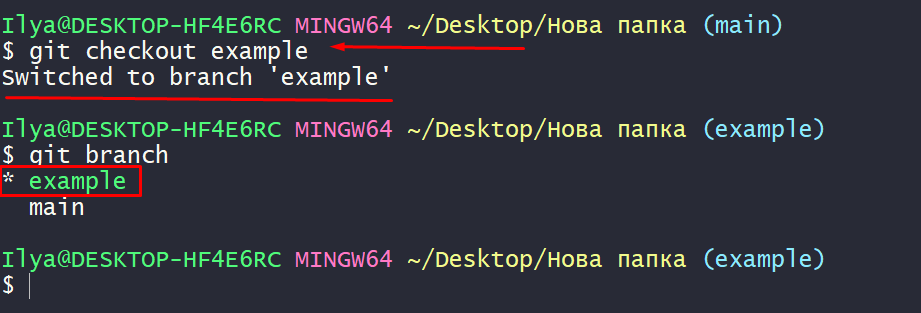 Ilya@DESKTOP-HF4E6RC MINGW64 ~/Desktop/Нова папка (main)
$ git checkout example
Switched to branch 'example'
Ilya@DESKTOP-HF4E6RC MINGW64 ~/Desktop/Нова папка (example)
$ git branch
* example
main
Ilya@DESKTOP-HF4E6RC MINGW64 ~/Desktop/Нова папка (example)
$